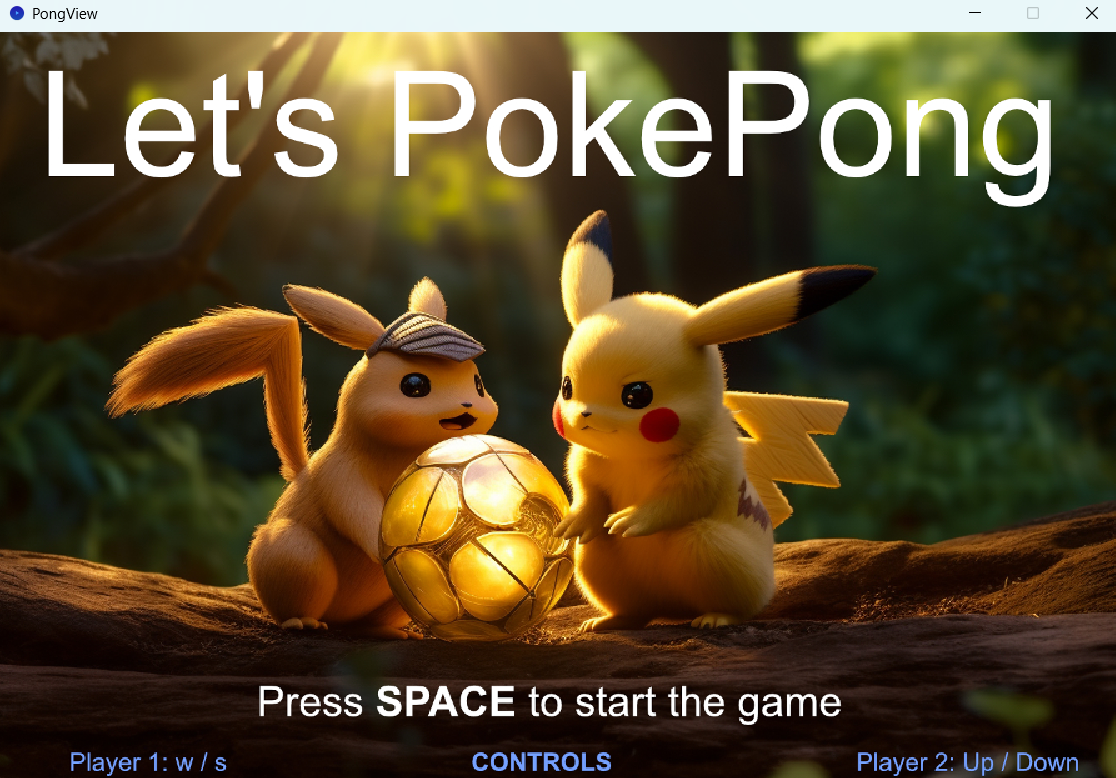 PongView
Let's PokePong
Press SPACE to start the game
Player 1: w / s CONTROLS Player 2: Up / Down